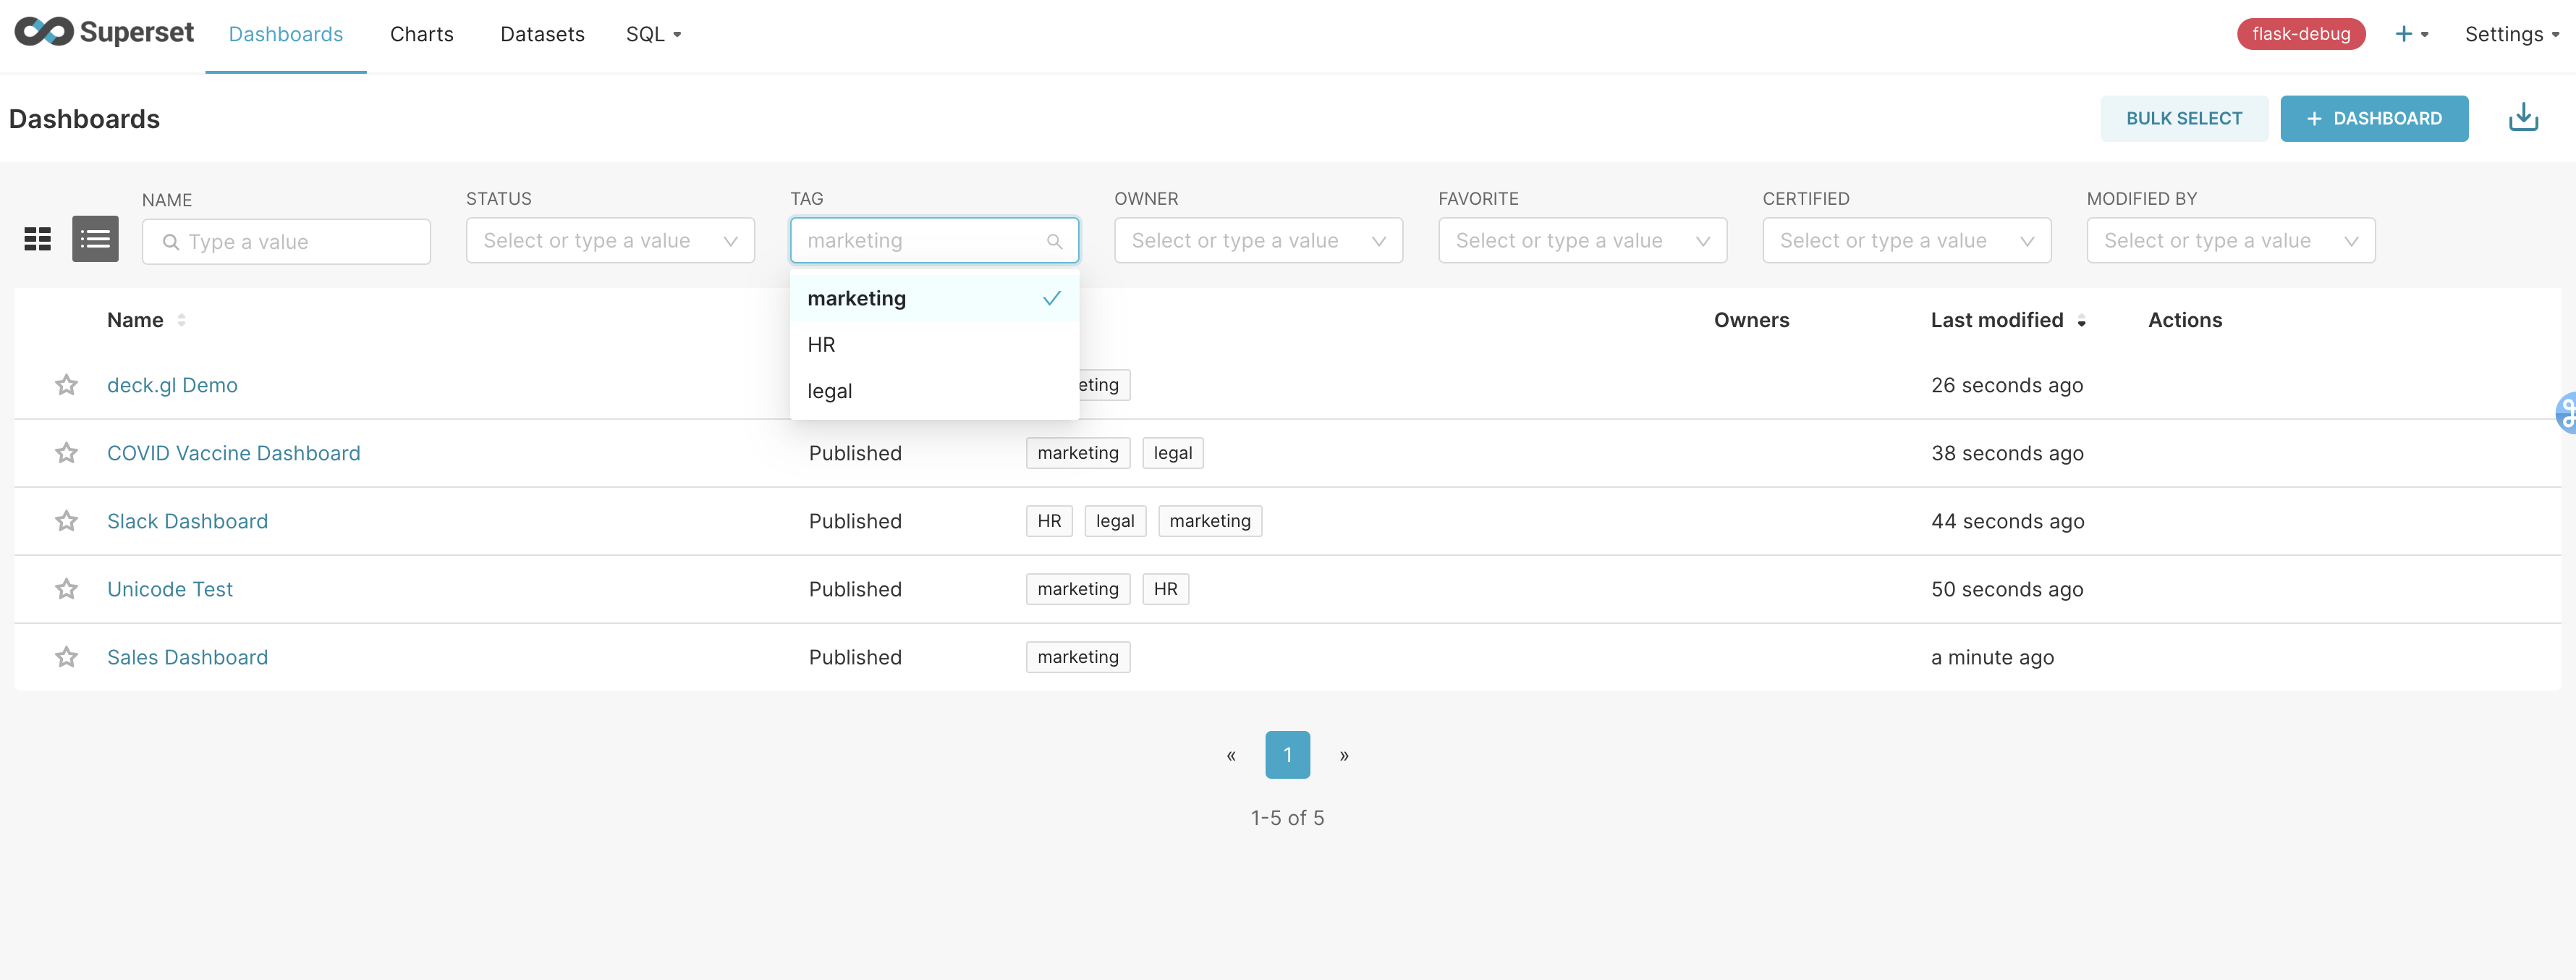 Superset Dashboards Charts Datasets SQL flask-debug + Settings
Dashboards BULK SELECT + DASHBOARD
NAME STATUS TAG OWNER FAVORITE CERTIFIED MODIFIED BY
Type a value Select or type a value marketing Select or type a value Select or type a value Select or type a value Select or type a value
marketing
HR
legal
Name Owners Last modified Actions
deck.gl Demo eting 26 seconds ago
COVID Vaccine Dashboard Published marketing legal 38 seconds ago
Slack Dashboard Published HR legal marketing 44 seconds ago
Unicode Test Published marketing HR 50 seconds ago
Sales Dashboard Published marketing a minute ago
« 1 »
1-5 of 5